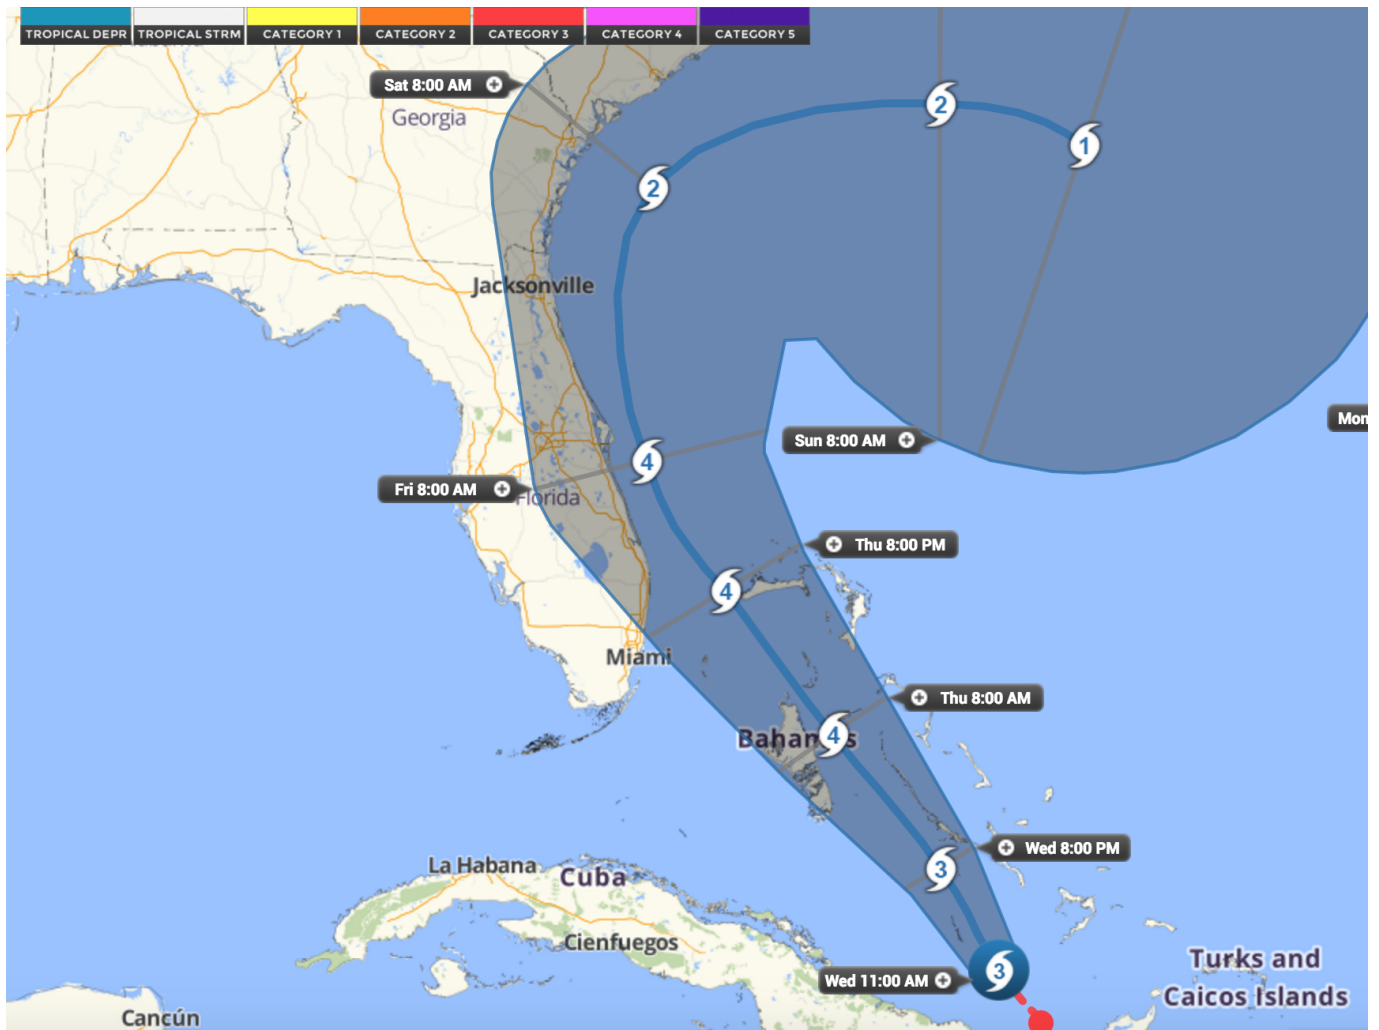 TROPICAL DEPR
TROPICAL STRM
CATEGORY 1
CATEGORY 2
CATEGORY 3
CATEGORY 4
CATEGORY 5
Sat 8:00 AM
Georgia
2
1
2
Jacksonville
Mon
Sun 8:00 AM
4
Fri 8:00 AM
Florida
Thu 8:00 PM
4
Miami
Thu 8:00 AM
Bahamas
4
Wed 8:00 PM
La Habana
Cuba
3
Cienfuegos
Turks and
Caicos Islands
Wed 11:00 AM
3
Cancún